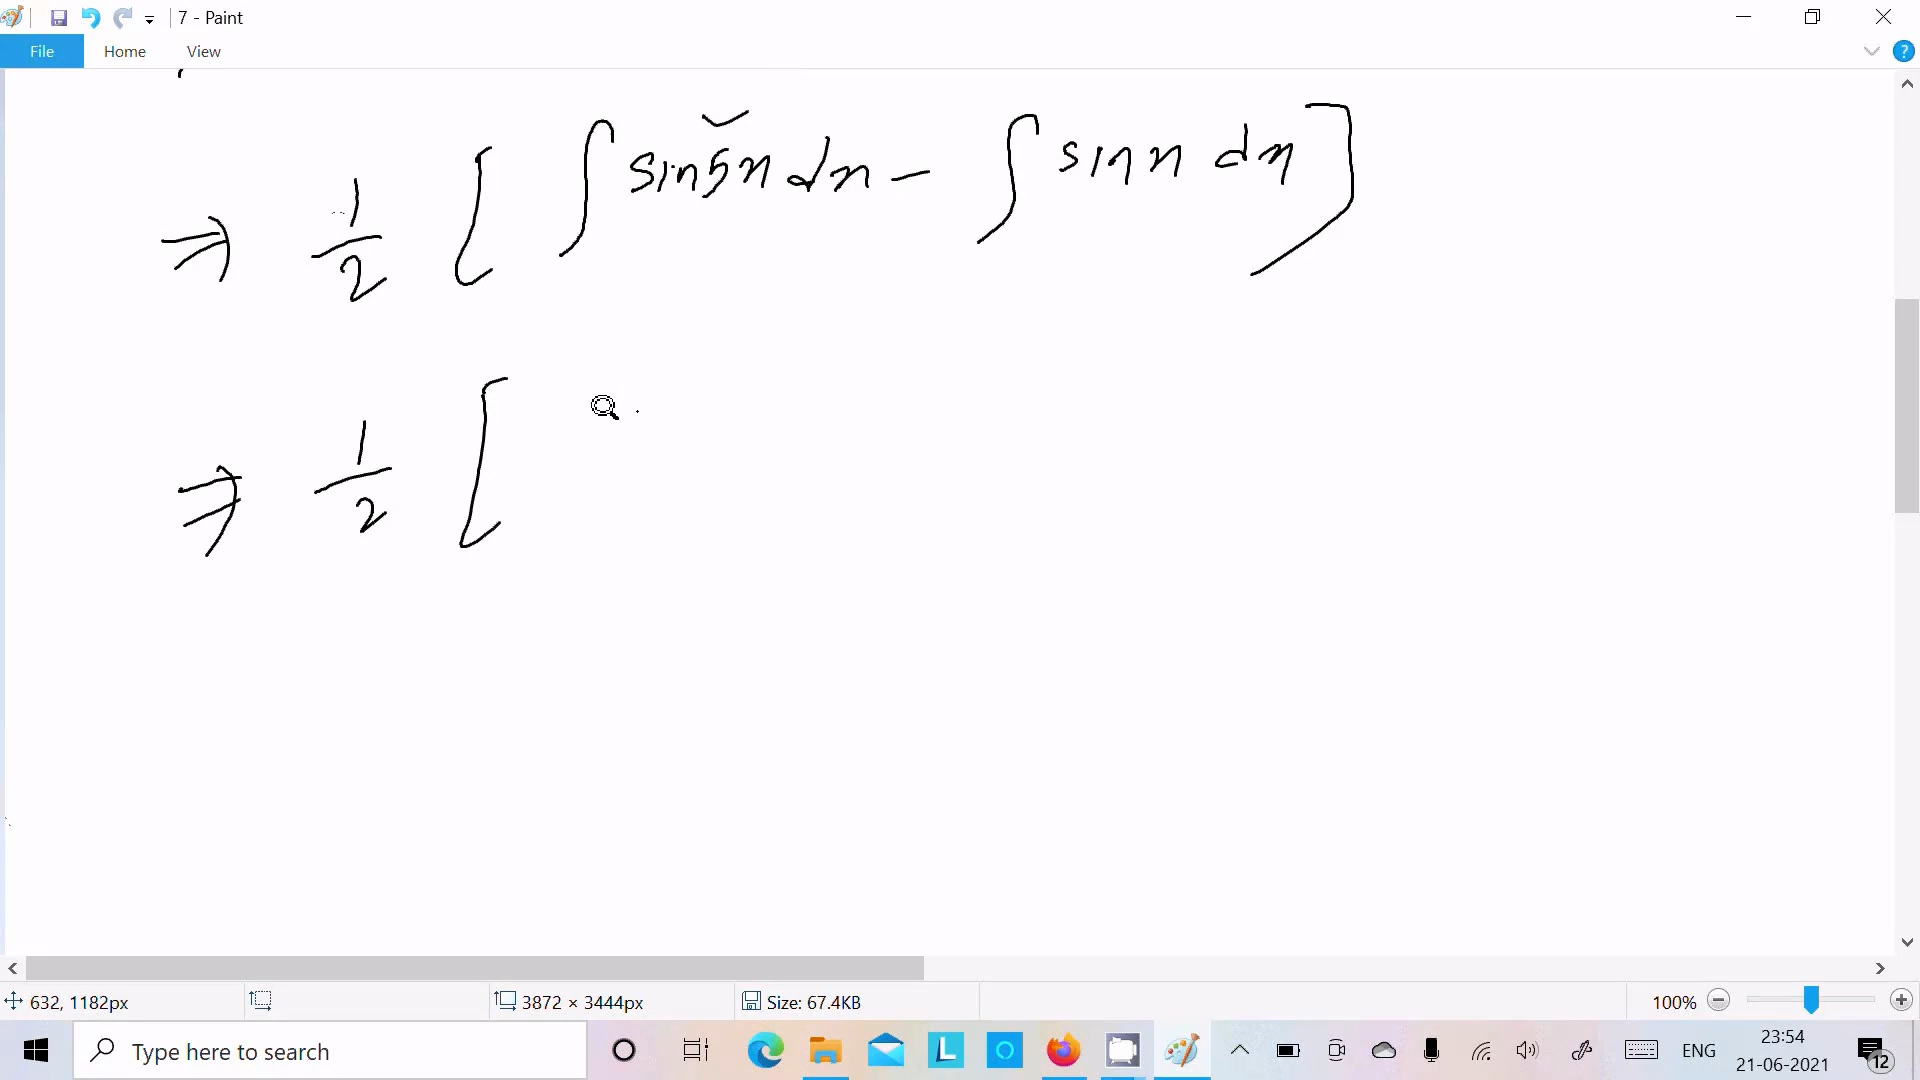 7 - Paint
File Home View
⇒ 1/2 [ ∫ sin5x dx − ∫ sin x dx ]
⇒ 1/2 [
632, 1182px 3872 × 3444px Size: 67.4KB 100%
Type here to search
ENG
23:54
21-06-2021
12